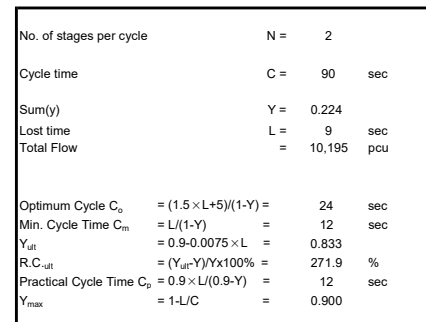 No. of stages per cycle N = 2
Cycle time C = 90 sec
Sum(y) Y = 0.224
Lost time L = 9 sec
Total Flow = 10,195 pcu
Optimum Cycle Cₒ = (1.5×L+5)/(1-Y) = 24 sec
Min. Cycle Time Cₘ = L/(1-Y) = 12 sec
Yᵤₗₜ = 0.9-0.0075×L = 0.833
R.C.ᵤₗₜ = (Yᵤₗₜ-Y)/Yx100% = 271.9 %
Practical Cycle Time Cₚ = 0.9×L/(0.9-Y) = 12 sec
Yₘₐₓ = 1-L/C = 0.900